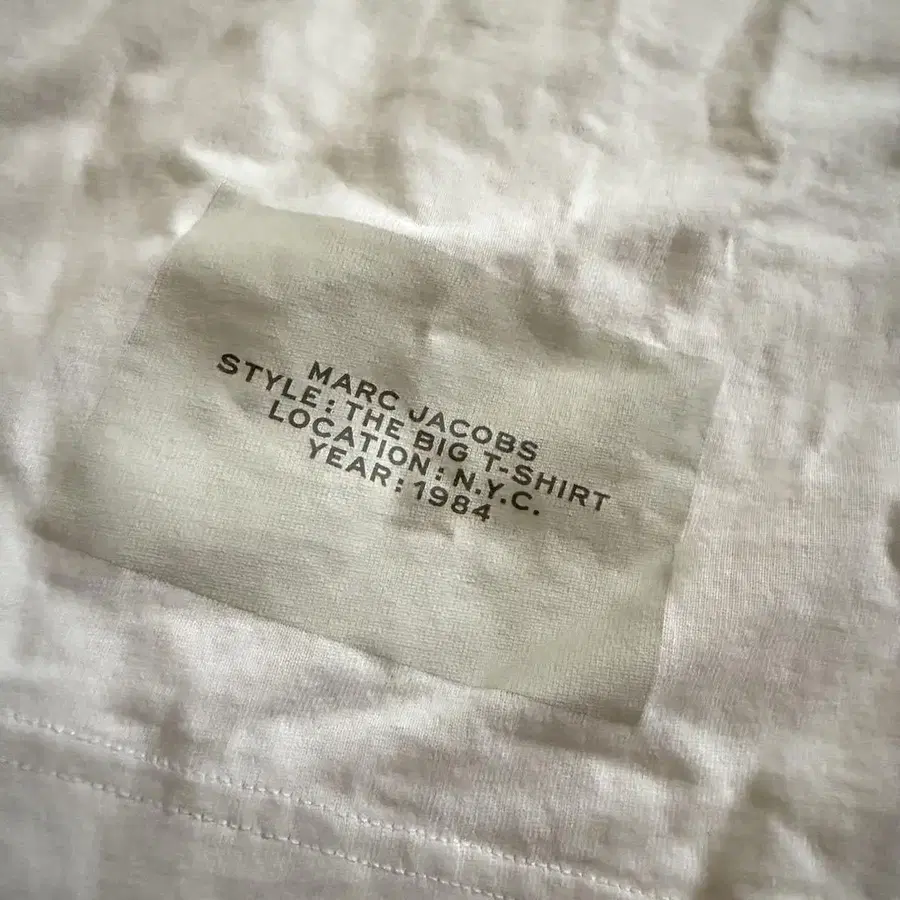 MARC JACOBS
STYLE: THE BIG T-SHIRT
LOCATION: N.Y.C.
YEAR: 1984